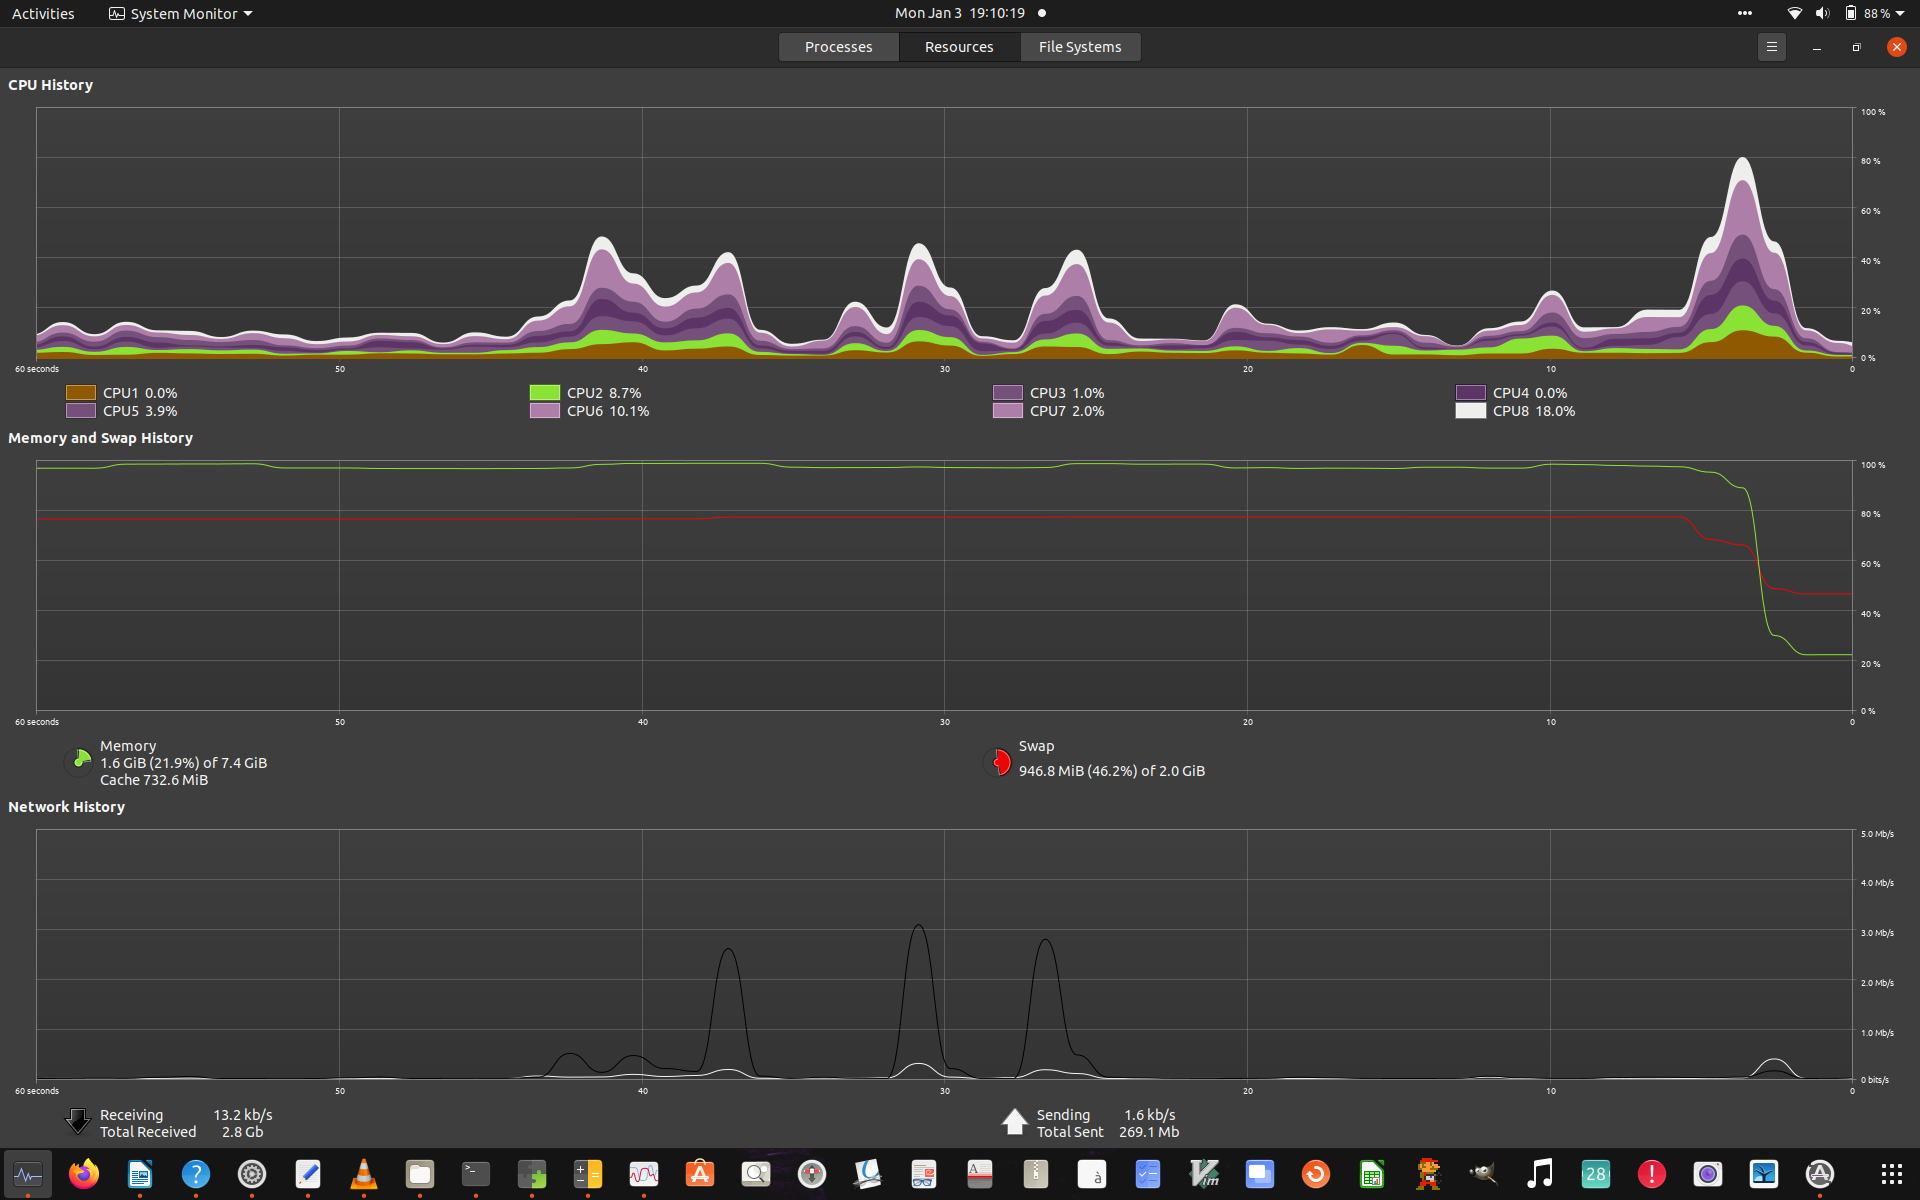 Activities System Monitor Mon Jan 3 19:10:19 88 %
Processes Resources File Systems
CPU History
100 %
80 %
60 %
40 %
20 %
0 %
60 seconds 50 40 30 20 10 0
CPU1 0.0% CPU2 8.7% CPU3 1.0% CPU4 0.0%
CPU5 3.9% CPU6 10.1% CPU7 2.0% CPU8 18.0%
Memory and Swap History
100 %
80 %
60 %
40 %
20 %
0 %
60 seconds 50 40 30 20 10 0
Memory Swap
1.6 GiB (21.9%) of 7.4 GiB 946.8 MiB (46.2%) of 2.0 GiB
Cache 732.6 MiB
Network History
5.0 Mb/s
4.0 Mb/s
3.0 Mb/s
2.0 Mb/s
1.0 Mb/s
0 bits/s
60 seconds 50 40 30 20 10 0
Receiving 13.2 kb/s Sending 1.6 kb/s
Total Received 2.8 Gb Total Sent 269.1 Mb
? >_ A A à Vim 28 !